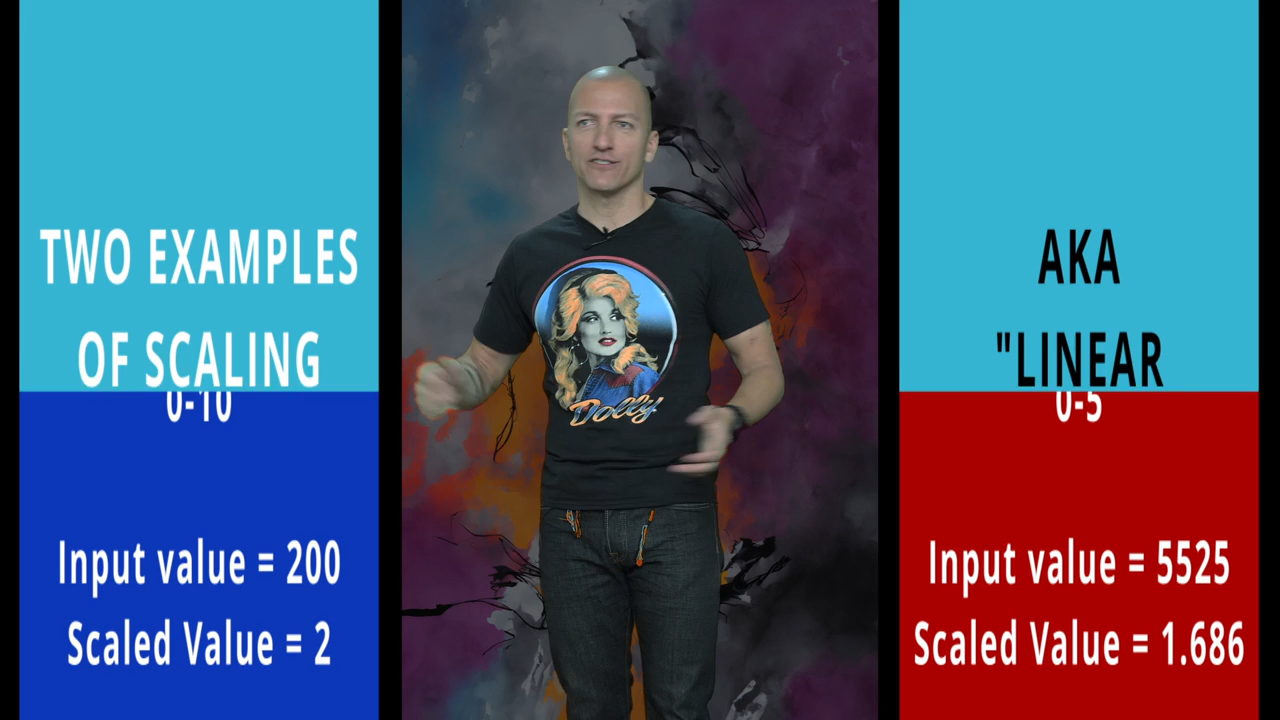 TWO EXAMPLES
OF SCALING
0-10
Input value = 200
Scaled Value = 2
Dolly
AKA
"LINEAR
0-5
Input value = 5525
Scaled Value = 1.686